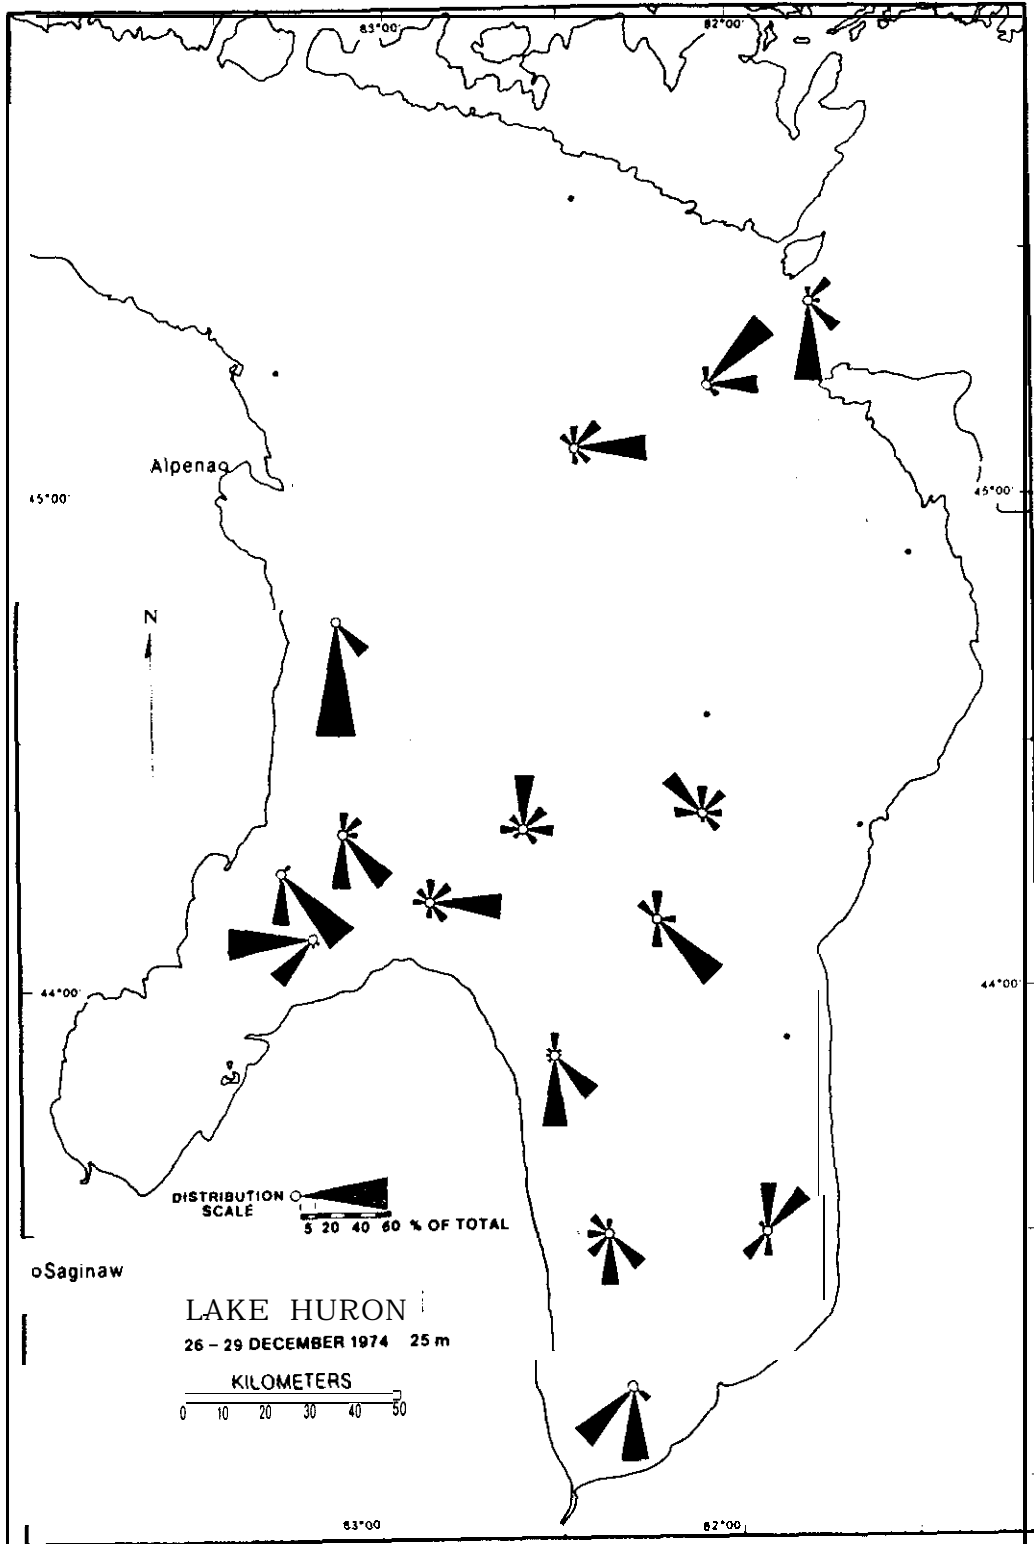 83°00'
82°00'
Alpena
45°00'
45°00'
N
44°00'
44°00'
DISTRIBUTION
SCALE
5 20 40 60 % OF TOTAL
Saginaw
LAKE HURON
26 – 29 DECEMBER 1974 25 m
KILOMETERS
0 10 20 30 40 50
83°00
82°00'